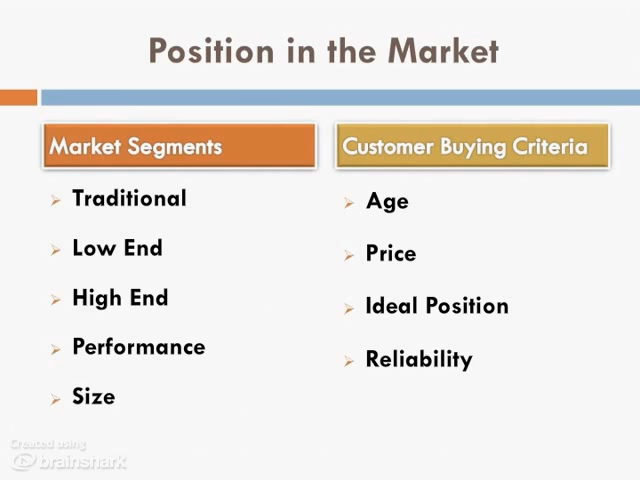 Position in the Market
Market Segments
Traditional
Low End
High End
Performance
Size
Customer Buying Criteria
Age
Price
Ideal Position
Reliability
Created using
brainshark